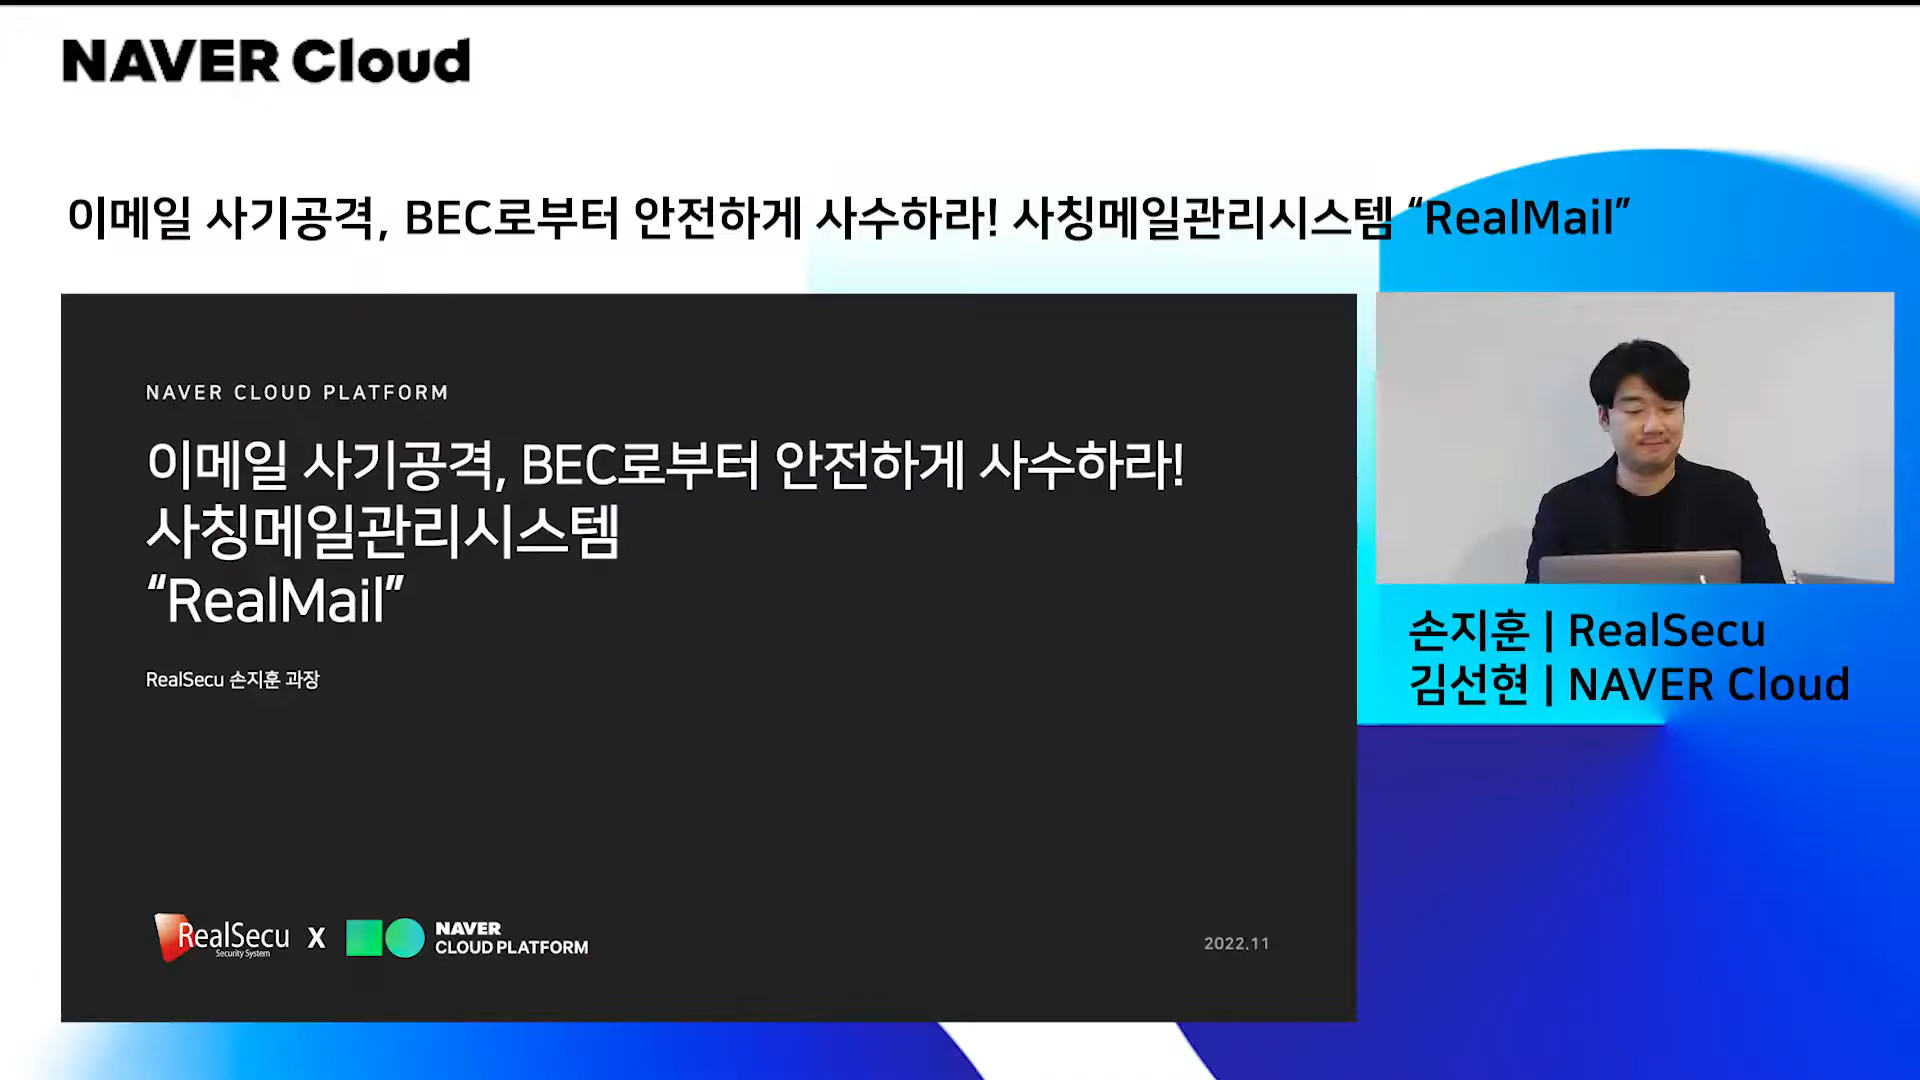 NAVER Cloud
이메일 사기공격, BEC로부터 안전하게 사수하라! 사칭메일관리시스템 “RealMail”
NAVER CLOUD PLATFORM
이메일 사기공격, BEC로부터 안전하게 사수하라!
사칭메일관리시스템
“RealMail”
RealSecu 손지훈 과장
RealSecu
Security System
X
NAVER
CLOUD PLATFORM
2022.11
손지훈 | RealSecu
김선현 | NAVER Cloud